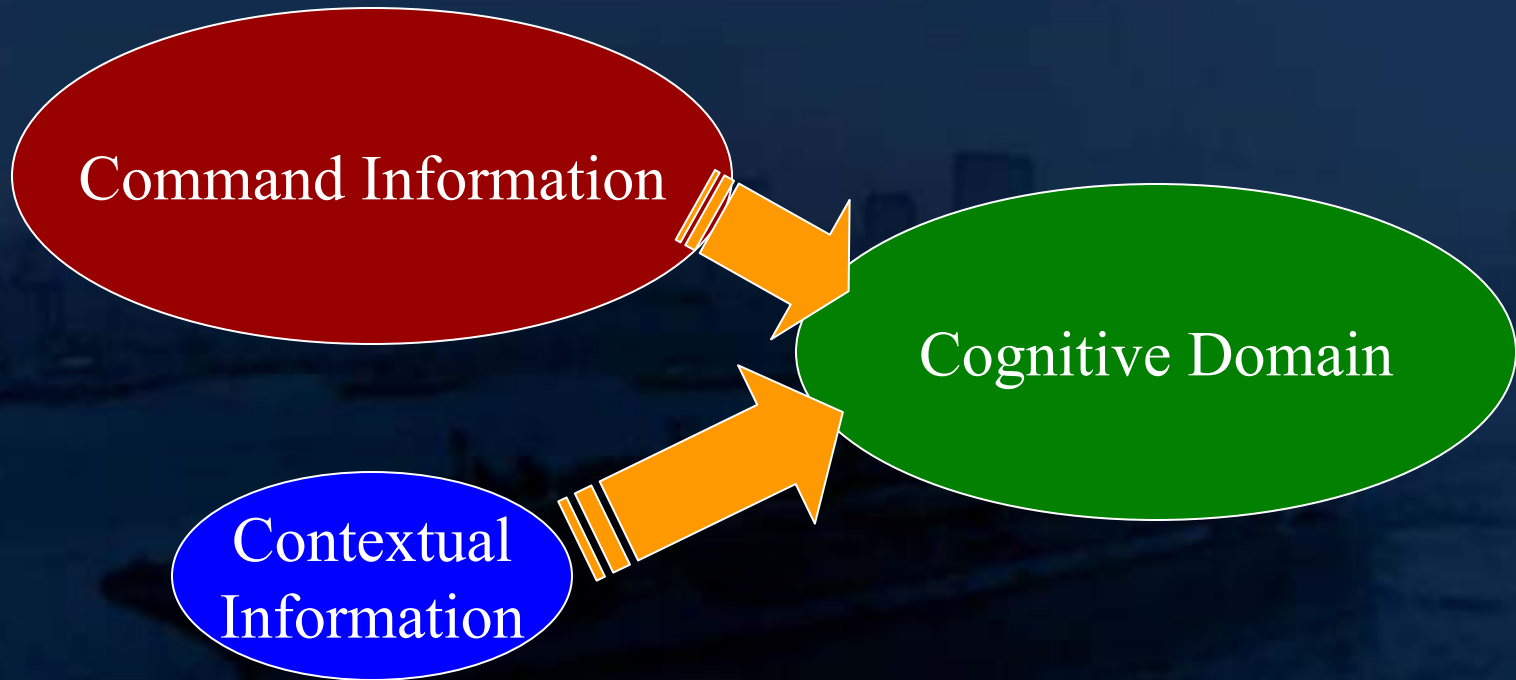 Command Information
Cognitive Domain
Contextual
Information